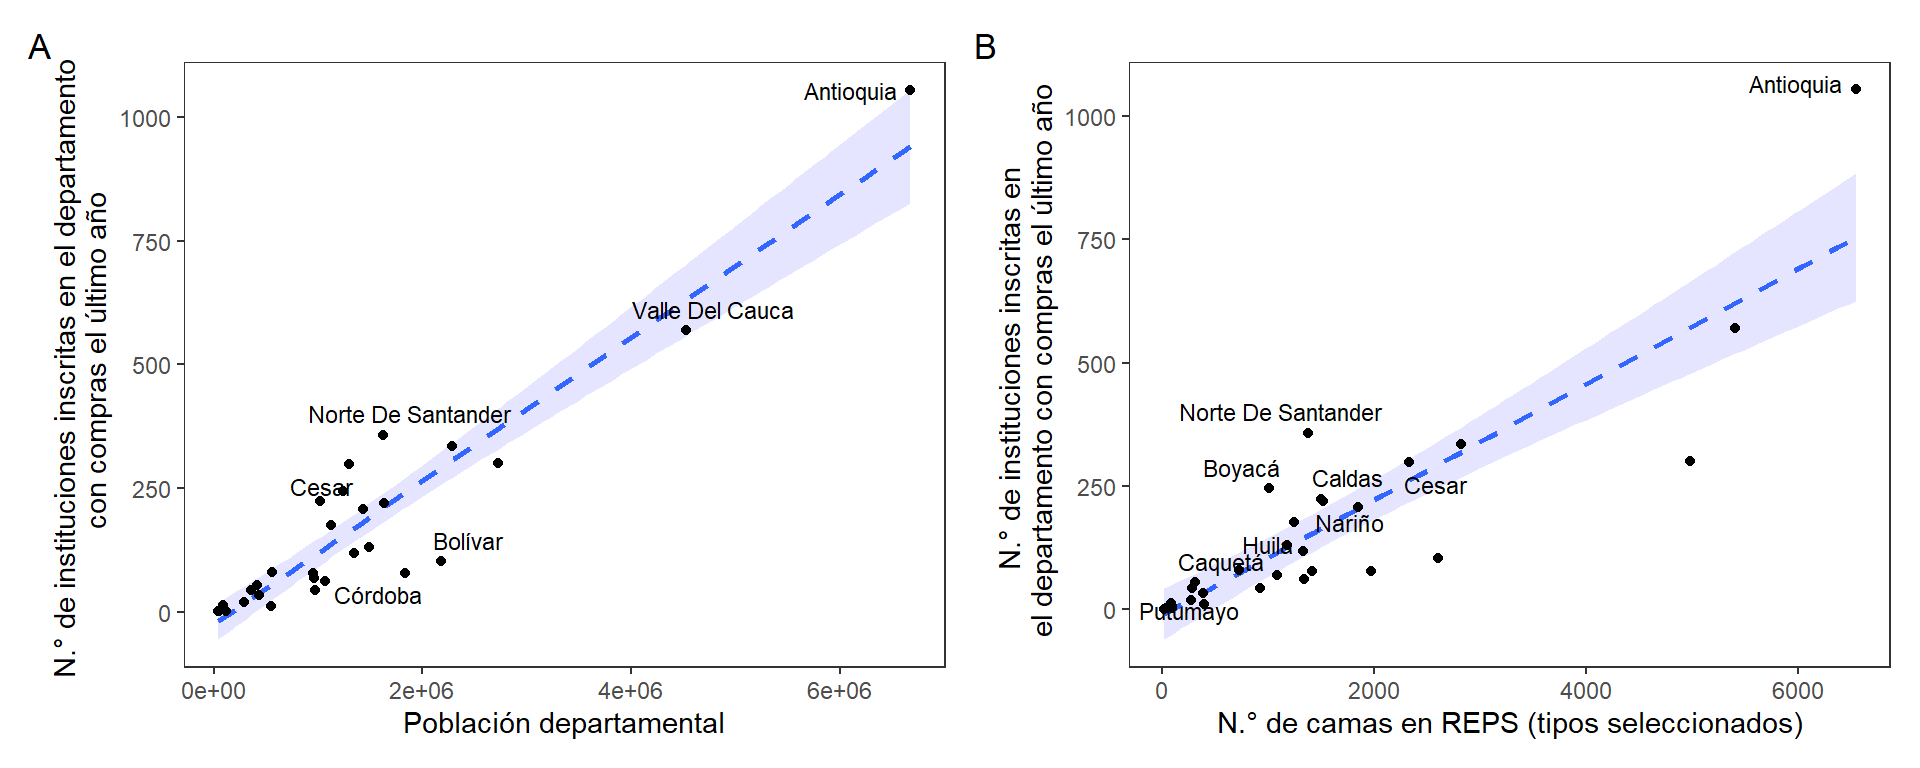 A
N.° de instituciones inscritas en el departamento
con compras el último año
1000
750
500
250
0
Antioquia
Valle Del Cauca
Norte De Santander
Cesar
Bolívar
Córdoba
0e+00
2e+06
4e+06
6e+06
Población departamental
B
N.° de instituciones inscritas en
el departamento con compras el último año
1000
750
500
250
0
Antioquia
Norte De Santander
Boyacá
Caldas
Cesar
Nariño
Huila
Caquetá
Putumayo
0
2000
4000
6000
N.° de camas en REPS (tipos seleccionados)